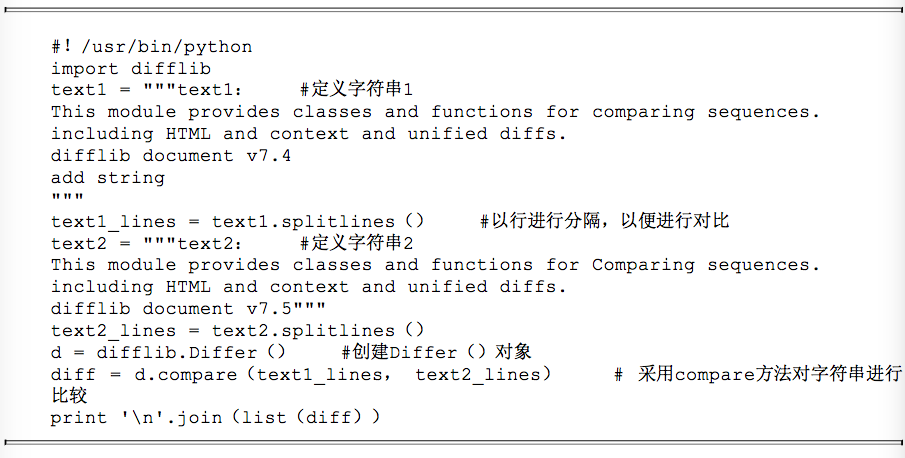 #！/usr/bin/python
import difflib
text1 = """text1：    #定义字符串1
This module provides classes and functions for comparing sequences.
including HTML and context and unified diffs.
difflib document v7.4
add string
"""
text1_lines = text1.splitlines（）    #以行进行分隔，以便进行对比
text2 = """text2：    #定义字符串2
This module provides classes and functions for Comparing sequences.
including HTML and context and unified diffs.
difflib document v7.5"""
text2_lines = text2.splitlines（）
d = difflib.Differ（）    #创建Differ（）对象
diff = d.compare（text1_lines， text2_lines）    # 采用compare方法对字符串进行
比较
print '\n'.join（list（diff））